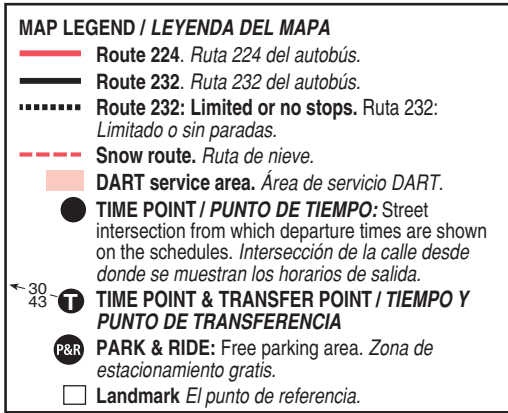 MAP LEGEND / LEYENDA DEL MAPA
Route 224. Ruta 224 del autobús.
Route 232. Ruta 232 del autobús.
Route 232: Limited or no stops. Ruta 232:
Limitado o sin paradas.
Snow route. Ruta de nieve.
DART service area. Área de servicio DART.
TIME POINT / PUNTO DE TIEMPO: Street
intersection from which departure times are shown
on the schedules. Intersección de la calle desde
donde se muestran los horarios de salida.
30
43 T TIME POINT & TRANSFER POINT / TIEMPO Y
PUNTO DE TRANSFERENCIA
P&R PARK & RIDE: Free parking area. Zona de
estacionamiento gratis.
Landmark El punto de referencia.